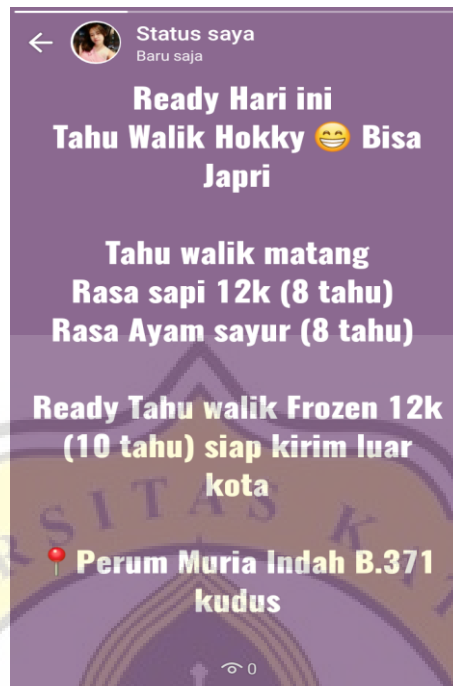 Status saya
Baru saja
Ready Hari ini
Tahu Walik Hokky 😁 Bisa
Japri
Tahu walik matang
Rasa sapi 12k (8 tahu)
Rasa Ayam sayur (8 tahu)
Ready Tahu walik Frozen 12k
(10 tahu) siap kirim luar
kota
📍Perum Muria Indah B.371
kudus
0